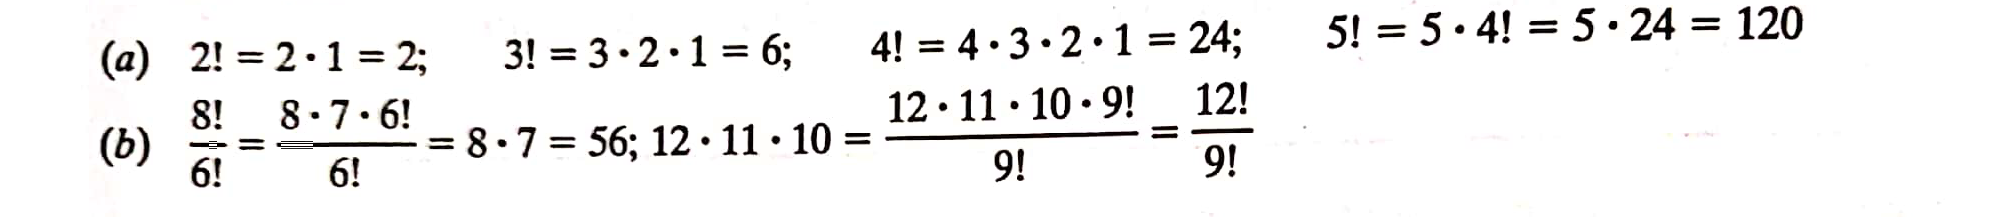 (a) 2! = 2 · 1 = 2; 3! = 3 · 2 · 1 = 6; 4! = 4 · 3 · 2 · 1 = 24; 5! = 5 · 4! = 5 · 24 = 120
(b) 8!/6! = 8 · 7 · 6!/6! = 8 · 7 = 56; 12 · 11 · 10 = 12 · 11 · 10 · 9!/9! = 12!/9!